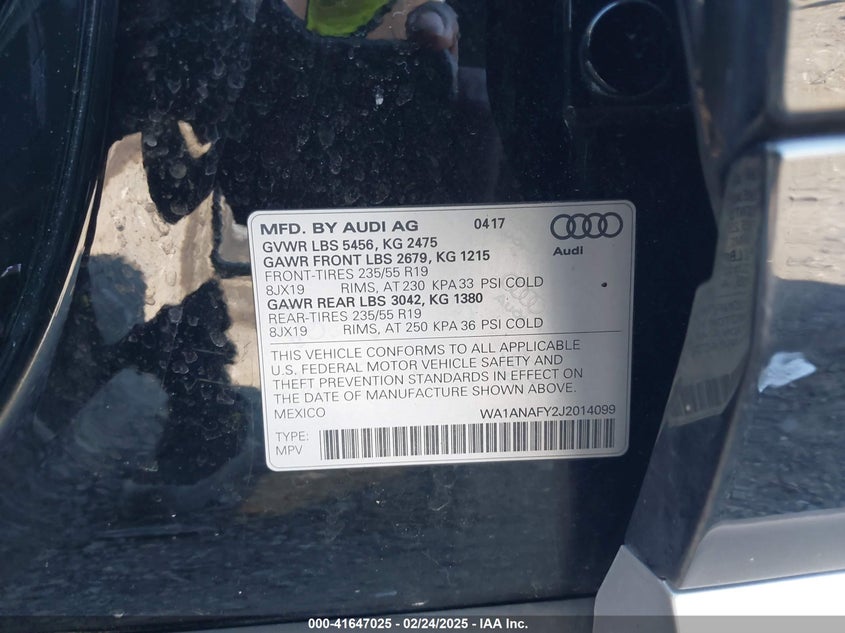 MFD. BY AUDI AG 0417
GVWR LBS 5456, KG 2475
GAWR FRONT LBS 2679, KG 1215
FRONT-TIRES 235/55 R19
8JX19 RIMS, AT 230 KPA 33 PSI COLD
GAWR REAR LBS 3042, KG 1380
REAR-TIRES 235/55 R19
8JX19 RIMS, AT 250 KPA 36 PSI COLD
Audi
THIS VEHICLE CONFORMS TO ALL APPLICABLE
U.S. FEDERAL MOTOR VEHICLE SAFETY AND
THEFT PREVENTION STANDARDS IN EFFECT ON
THE DATE OF MANUFACTURE SHOWN ABOVE.
MEXICO WA1ANAFY2J2014099
TYPE:
MPV
000-41647025 - 02/24/2025 - IAA Inc.